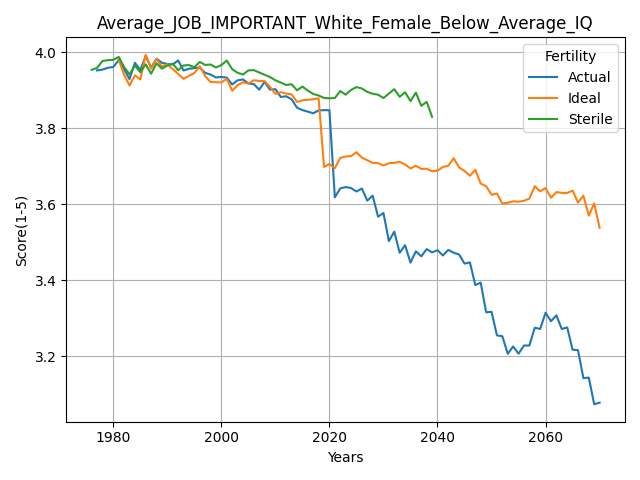 Average_JOB_IMPORTANT_White_Female_Below_Average_IQ
Fertility
Actual
Ideal
Sterile
Score(1-5)
4.0
3.8
3.6
3.4
3.2
1980 2000 2020 2040 2060
Years